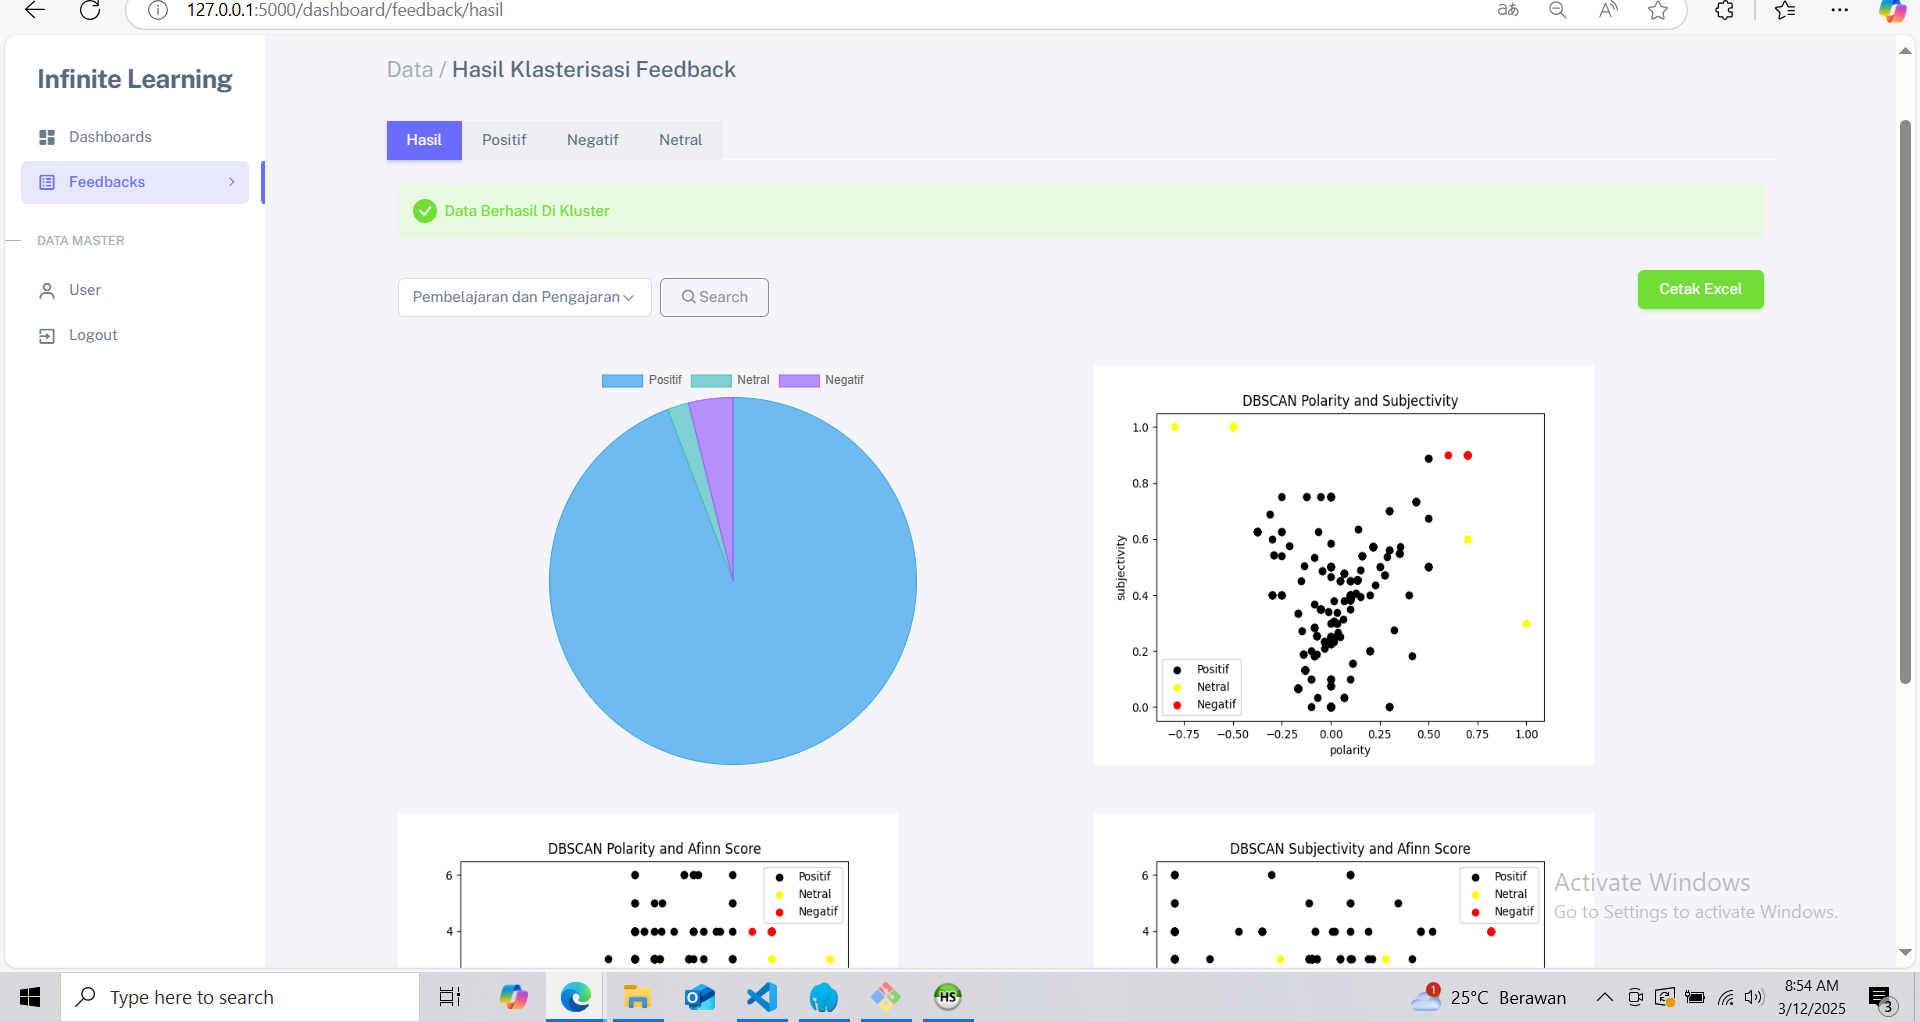 127.0.0.1:5000/dashboard/feedback/hasil
aあ
Infinite Learning
Dashboards
Feedbacks
DATA MASTER
User
Logout
Data / Hasil Klasterisasi Feedback
Hasil Positif Negatif Netral
Data Berhasil Di Kluster
Pembelajaran dan Pengajaran
Search
Cetak Excel
Positif Netral Negatif
DBSCAN Polarity and Subjectivity
1.0
0.8
0.6
0.4
0.2
0.0
subjectivity
Positif
Netral
Negatif
−0.75 −0.50 −0.25 0.00 0.25 0.50 0.75 1.00
polarity
DBSCAN Polarity and Afinn Score
6
4
Positif
Netral
Negatif
DBSCAN Subjectivity and Afinn Score
6
4
Positif
Netral
Negatif
Activate Windows
Go to Settings to activate Windows.
Type here to search
HS
1
25°C Berawan
8:54 AM
3/12/2025
3